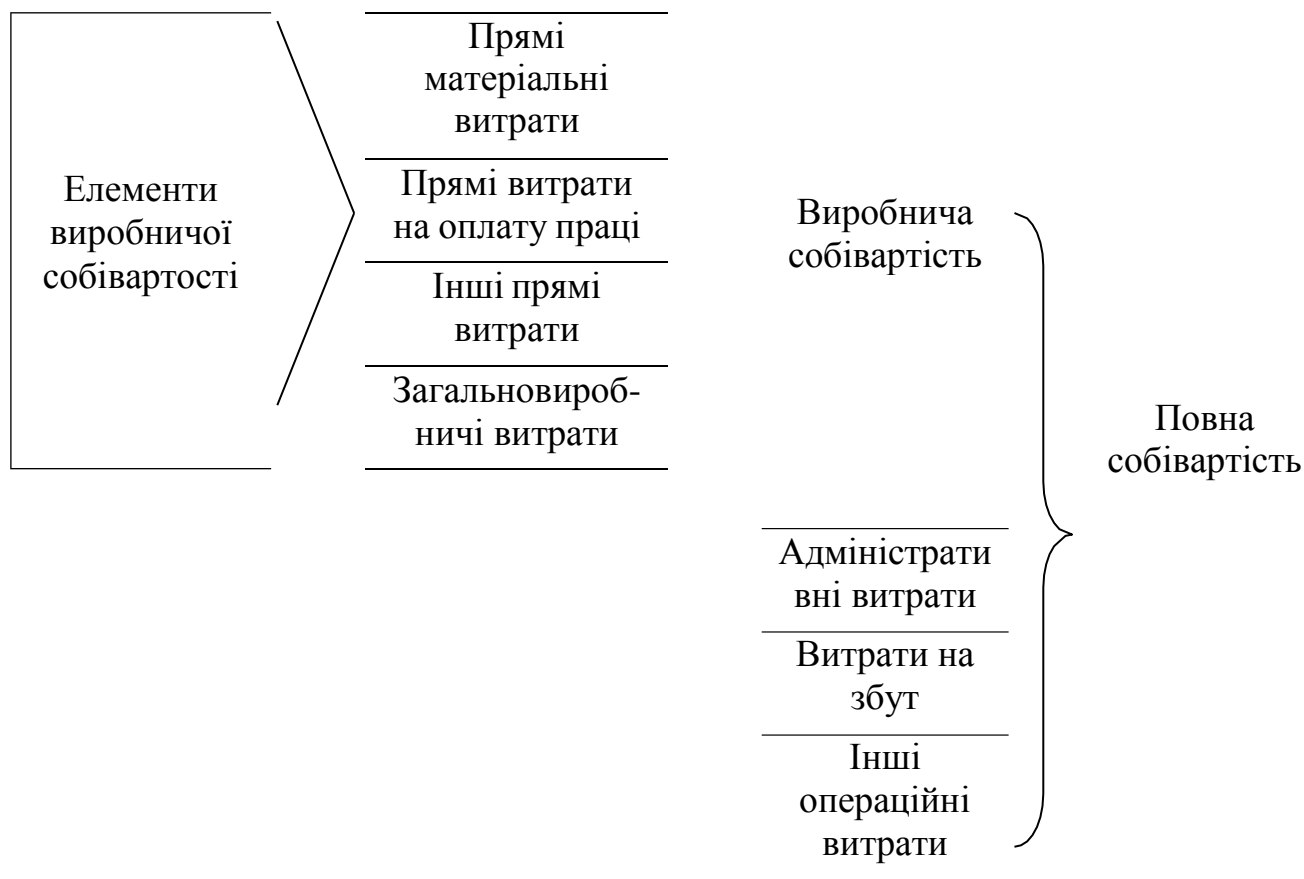 Елементи
виробничої
собівартості
Прямі
матеріальні
витрати
Прямі витрати
на оплату праці
Інші прямі
витрати
Загальновироб-
ничі витрати
Виробнича
собівартість
Адміністрати
вні витрати
Витрати на
збут
Інші
операційні
витрати
Повна
собівартість